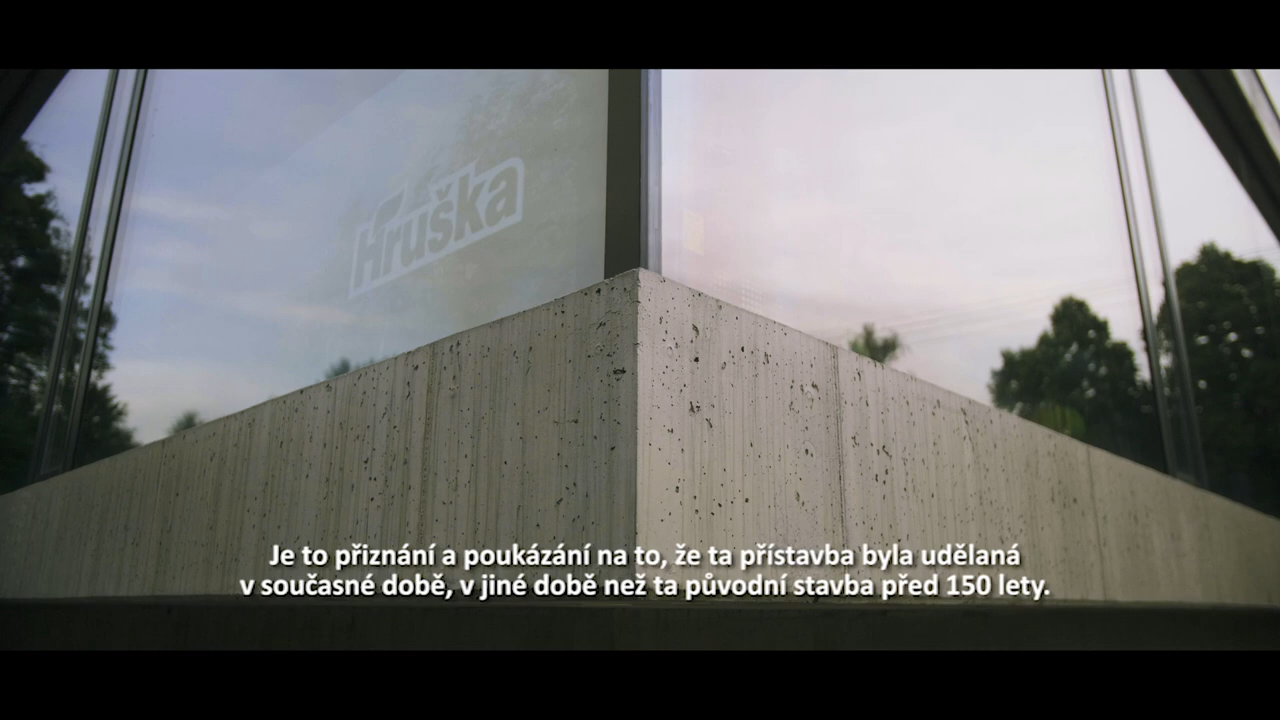 Hruška
Je to přiznání a poukázání na to, že ta přístavba byla udělaná
v současné době, v jiné době než ta původní stavba před 150 lety.